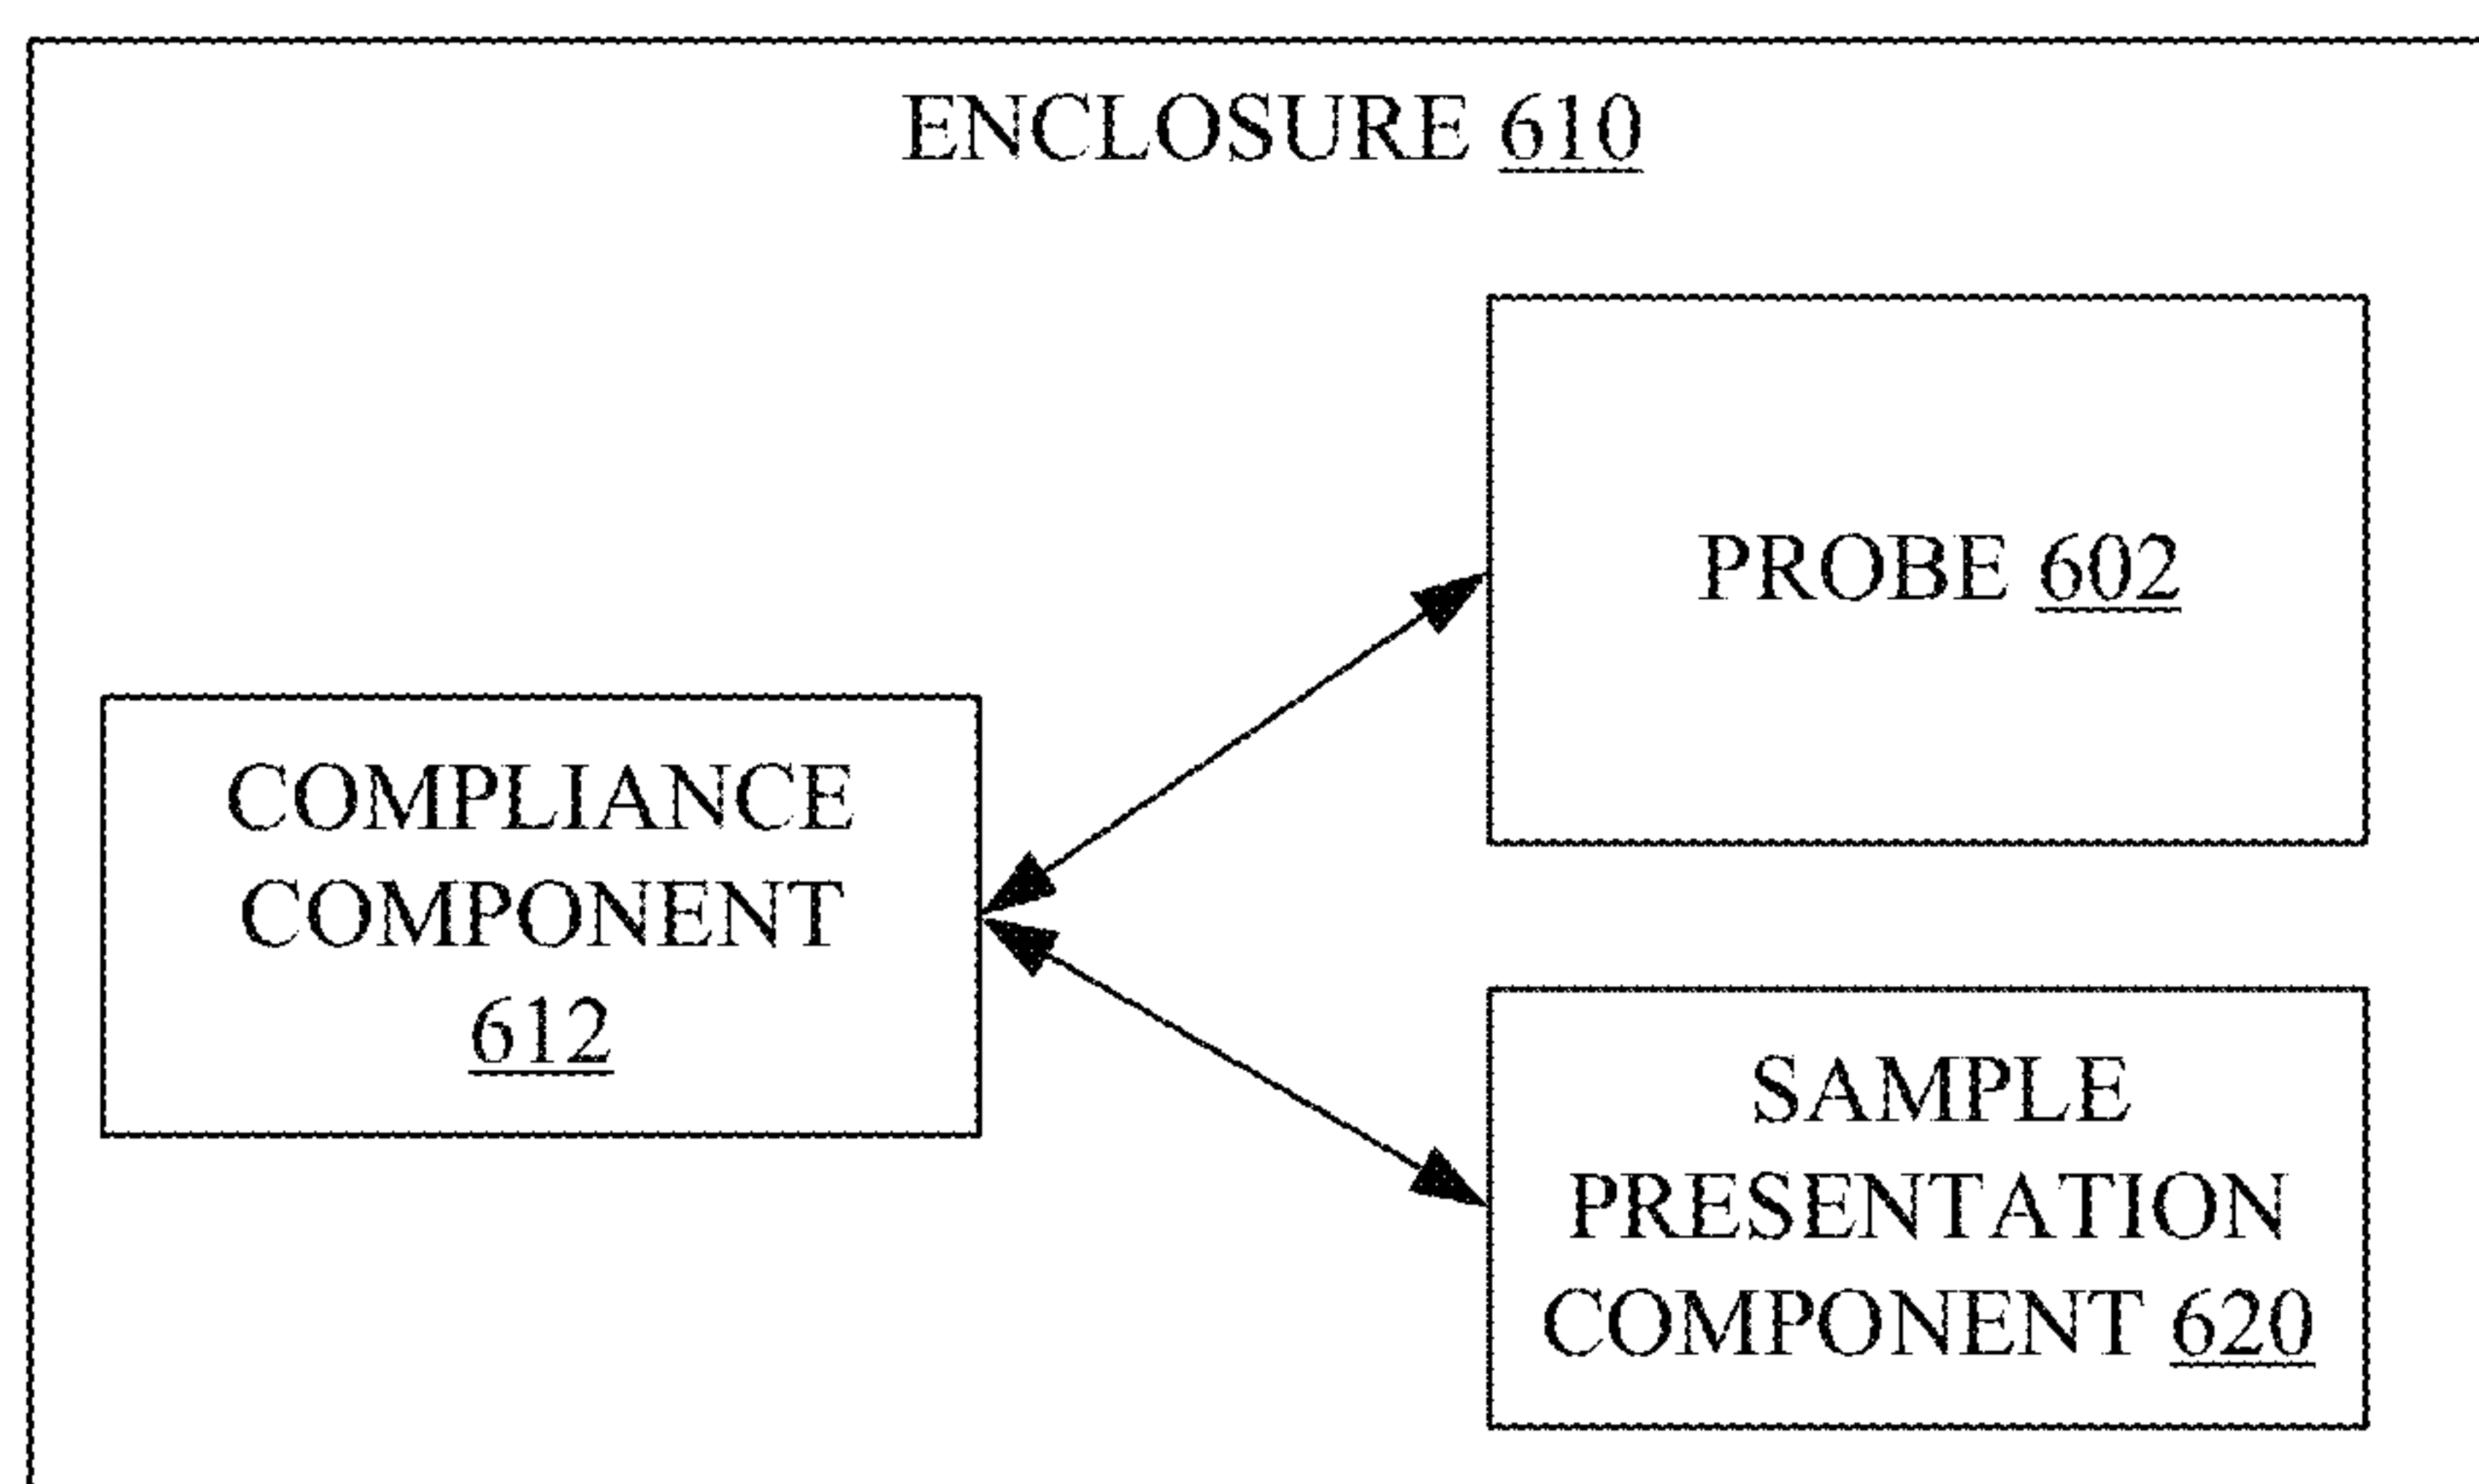 ENCLOSURE 610
PROBE 602
COMPLIANCE
COMPONENT
612
SAMPLE
PRESENTATION
COMPONENT 620